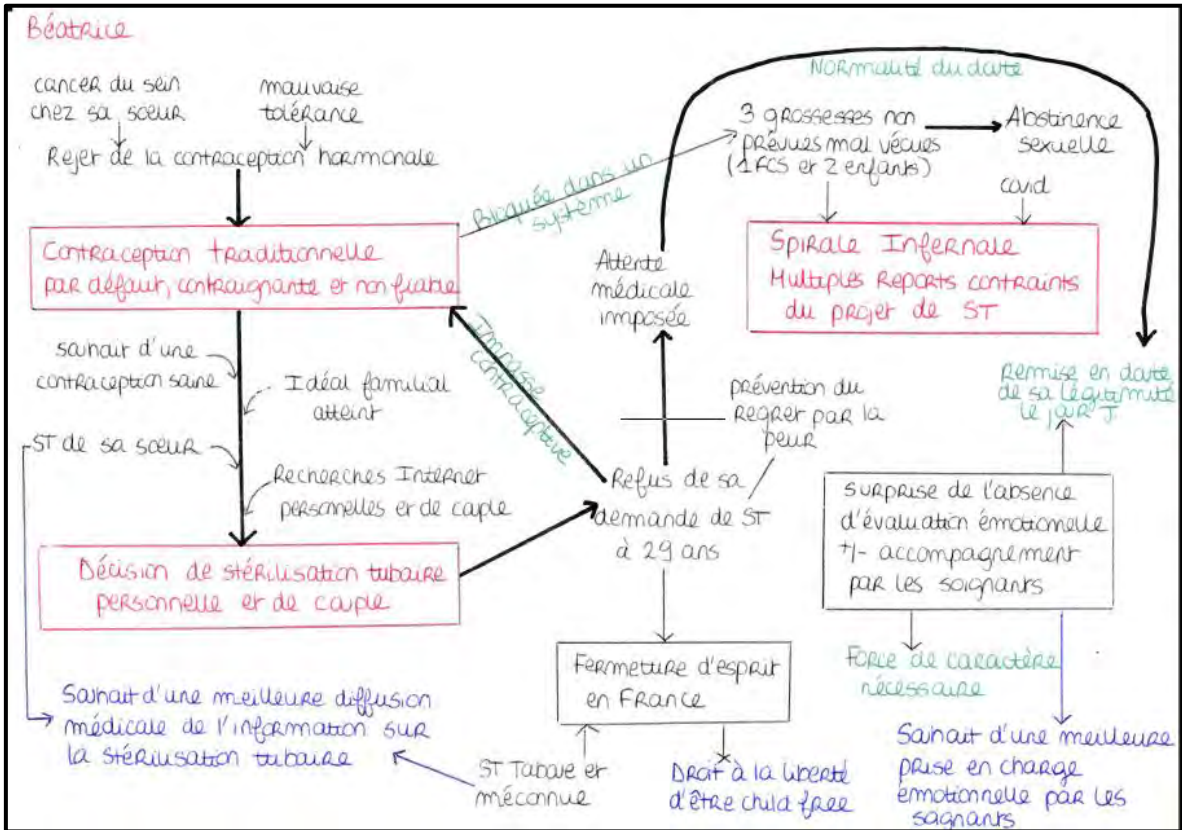 Béatrice
cancer du sein
chez sa sœur
mauvaise
tolérance
Rejet de la contraception hormonale
Contraception traditionnelle
par défaut, contraignante et non fiable
souhait d'une
contraception saine
Idéal familial
atteint
ST de sa sœur
Recherches Internet
personnelles et de couple
Décision de stérilisation tubaire
personnelle et de couple
Souhait d'une meilleure diffusion
médicale de l'information sur
la stérilisation tubaire
Bloquée dans un
système
Impasse
contraceptive
Normalité du doute
3 grossesses non
prévues mal vécues
(1 FCS et 2 enfants)
Abstinence
sexuelle
covid
Spirale Infernale
Multiples Reports contraints
du projet de ST
Attente
médicale
imposée
prévention du
Regret par la
peur
Refus de sa
demande de ST
à 29 ans
Fermeture d'esprit
en France
ST Taboue et
méconnue
Droit à la liberté
d'être child free
Remise en doute
de sa légitimité
le jour J
surprise de l'absence
d'évaluation émotionelle
+/- accompagnement
par les soignants
Force de caractère
nécessaire
Souhait d'une meilleure
prise en charge
émotionnelle par les
soignants